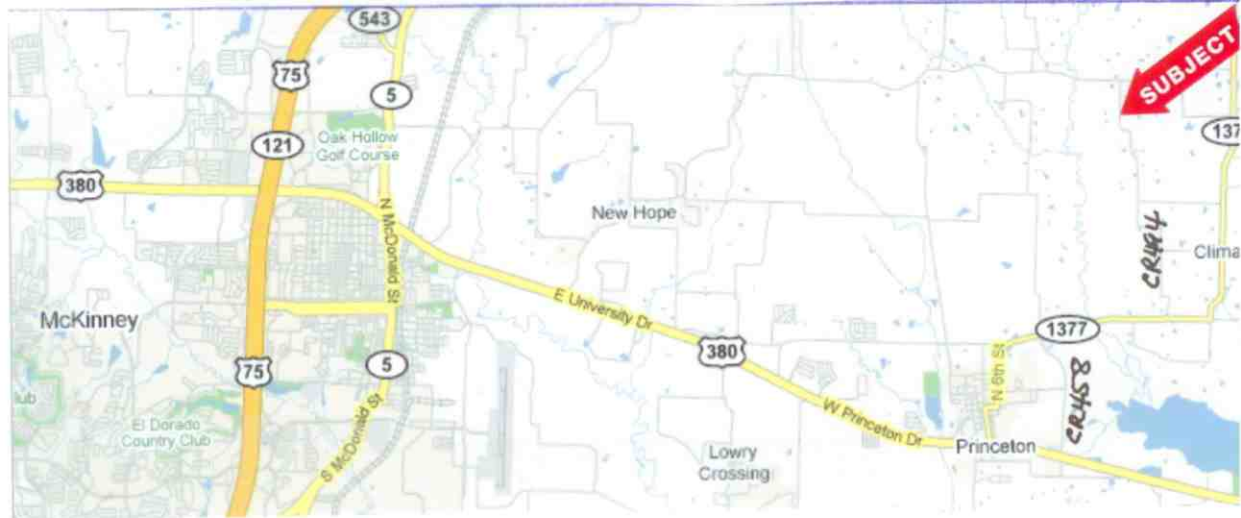 543
SUBJECT
75
5
137
121
Oak Hollow
Golf Course
380
N McDonald St
New Hope
CR494
Clima
E University Dr
McKinney
1377
380
N 6th St
5
75
CR458
lub
El Dorado
Country Club
S McDonald St
W Princeton Dr
Princeton
Lowry
Crossing